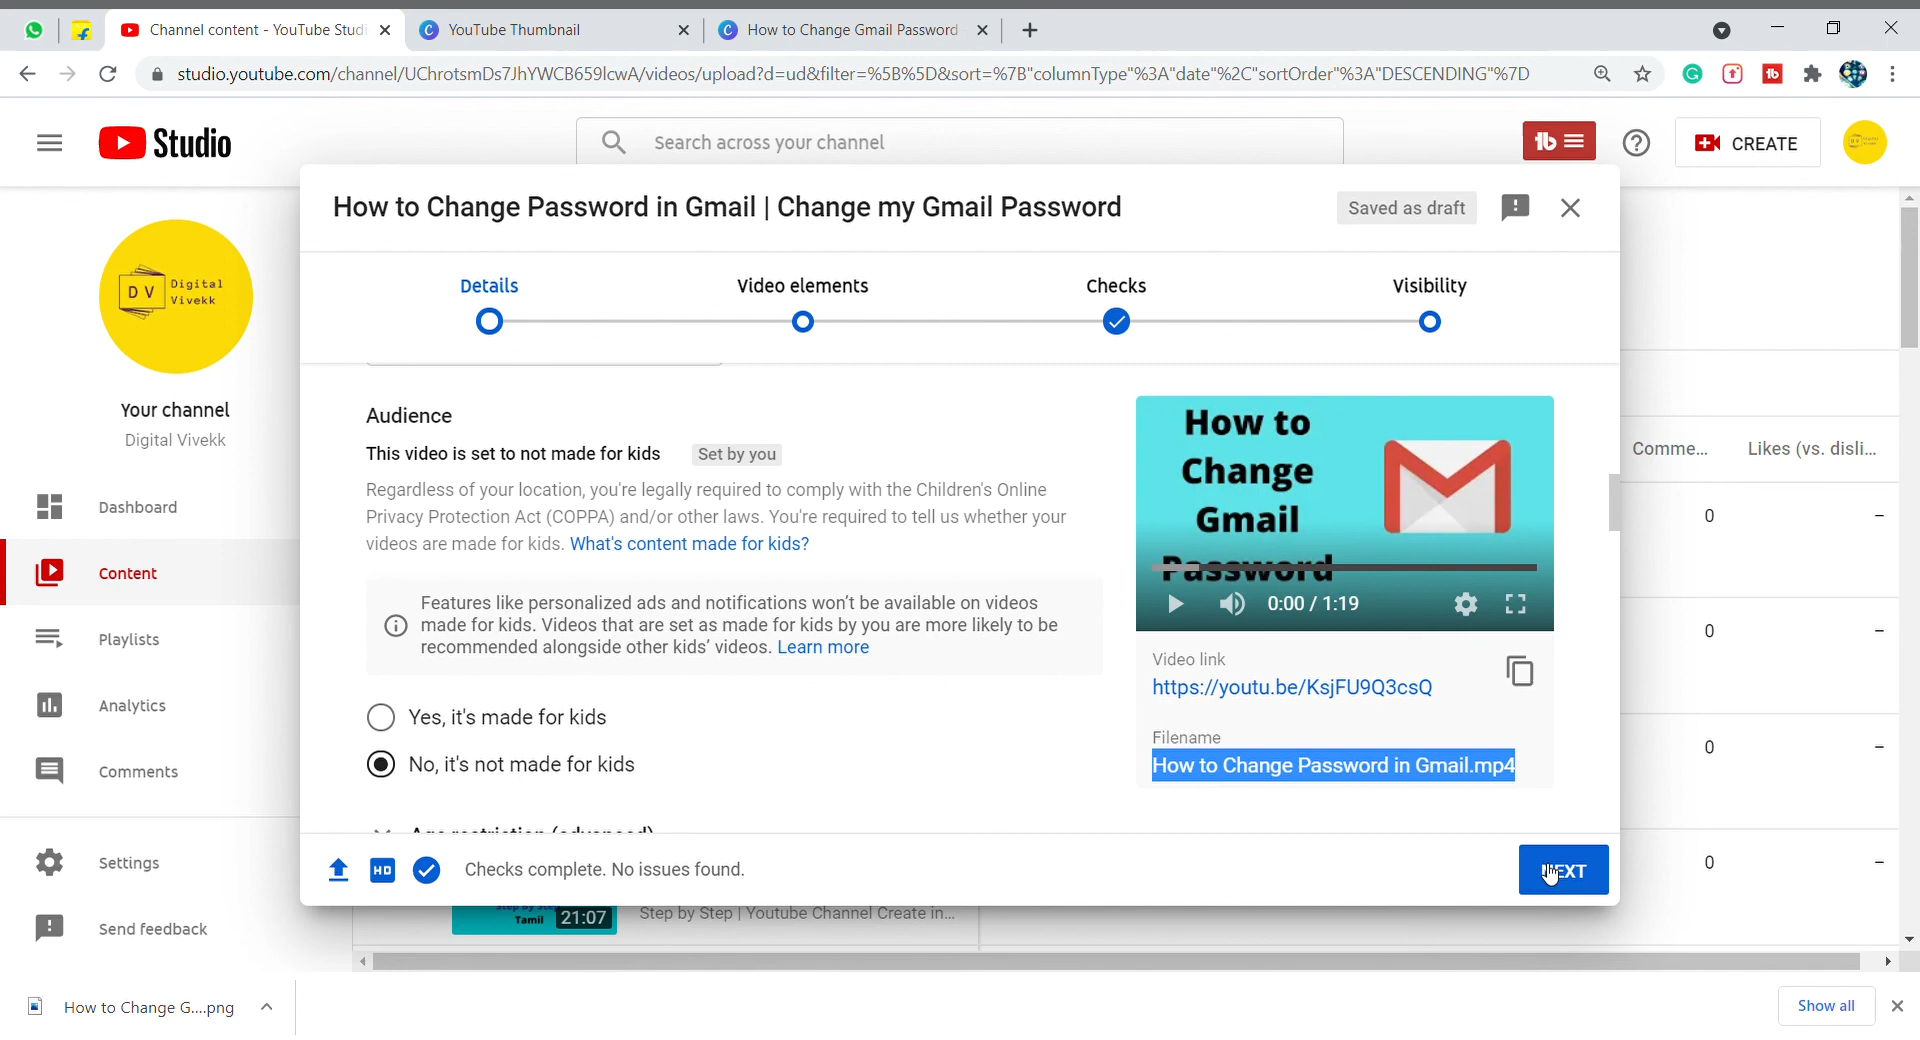 Channel content - YouTube Studi
YouTube Thumbnail
How to Change Gmail Password
studio.youtube.com/channel/UChrotsmDs7JhYWCB659lcwA/videos/upload?d=ud&filter=%5B%5D&sort=%7B"columnType"%3A"date"%2C"sortOrder"%3A"DESCENDING"%7D
Studio
Search across your channel
CREATE
How to Change Password in Gmail | Change my Gmail Password
Saved as draft
Details
Video elements
Checks
Visibility
D V
Digital
Vivekk
Your channel
Digital Vivekk
Dashboard
Content
Playlists
Analytics
Comments
Settings
Send feedback
Audience
This video is set to not made for kids
Set by you
Regardless of your location, you're legally required to comply with the Children's Online
Privacy Protection Act (COPPA) and/or other laws. You're required to tell us whether your
videos are made for kids. What's content made for kids?
Features like personalized ads and notifications won't be available on videos
made for kids. Videos that are set as made for kids by you are more likely to be
recommended alongside other kids' videos. Learn more
Yes, it's made for kids
No, it's not made for kids
Age restriction (advanced)
How to
Change
Gmail
Password
0:00 / 1:19
Video link
https://youtu.be/KsjFU9Q3csQ
Filename
How to Change Password in Gmail.mp4
Comme...
Likes (vs. disli...
0 –
0 –
0 –
0 –
HD
Checks complete. No issues found.
NEXT
Step by Step
Tamil
21:07
Step by Step | Youtube Channel Create in...
How to Change G....png
Show all